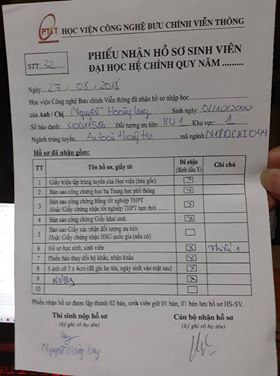 PTIT
HỌC VIỆN CÔNG NGHỆ BƯU CHÍNH VIỄN THÔNG
PHIẾU NHẬN HỒ SƠ SINH VIÊN
STT: 32
ĐẠI HỌC HỆ CHÍNH QUY NĂM .........
Ngày 23/08/2018
Học viện Công nghệ Bưu chính Viễn thông đã nhận hồ sơ nhập học
của Anh / Chị Nguyễn Hoàng Long Ngày sinh
Số báo danh Đối tượng ưu tiên Khu vực: 1
Ngành trúng tuyển: An toàn thông tin mã ngành
Hồ sơ đã nhận gồm:
TT Tên hồ sơ, giấy tờ Đã nhận (đánh dấu X) Ghi chú
1 Giấy triệu tập trúng tuyển của Học viện (bản gốc) X
2 Bản sao công chứng học bạ Trung học phổ thông X
3 Bản sao công chứng Bằng tốt nghiệp THPT
Hoặc Giấy chứng nhận tốt nghiệp THPT tạm thời X
4 Bản sao công chứng Giấy khai sinh X
5 Bản sao Giấy xác nhận đối tượng ưu tiên
Hoặc Giấy chứng nhận HSG quốc gia (nếu có)
6 Hồ sơ học sinh, sinh viên X Thiếu 1
7 Phiếu báo thay đổi hộ khẩu, nhân khẩu X
8 6 ảnh cỡ 3 x 4cm (đã ghi họ tên, ngày sinh vào mặt sau) X
9 X
10
Phiếu nhận hồ sơ được lập thành 02 bản, sinh viên giữ 01 bản, 01 bản lưu hồ sơ HS-SV.
Thí sinh nộp hồ sơ Cán bộ nhận hồ sơ
(ký ghi rõ họ tên) (ký ghi rõ họ tên)
Nguyễn Hoàng Long